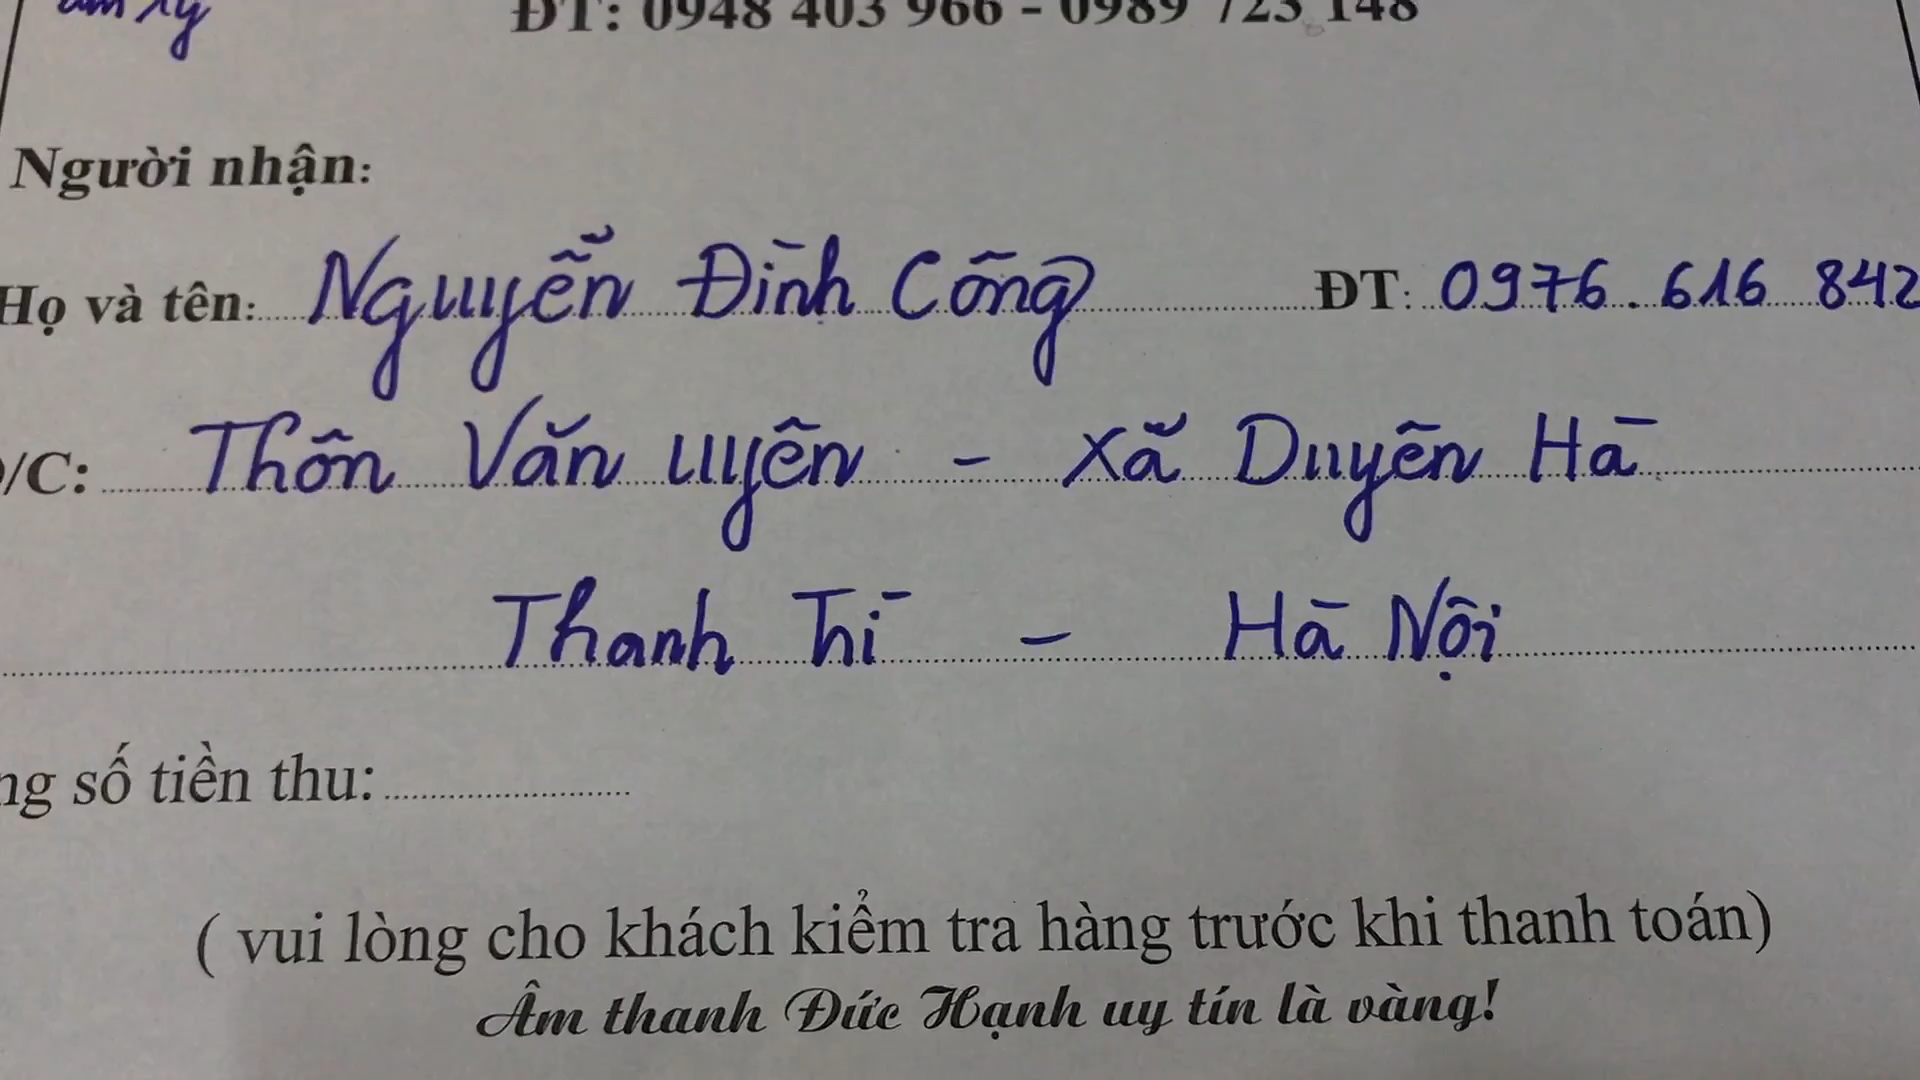 ĐT: 0948 403 966 - 0989 723 148
Người nhận:
Họ và tên: Nguyễn Đình Công ĐT: 0976.616 842
/C: Thôn Văn Uyên - Xã Duyên Hà
Thanh Trì - Hà Nội
ng số tiền thu:
( vui lòng cho khách kiểm tra hàng trước khi thanh toán)
Âm thanh Đức Hạnh uy tín là vàng!